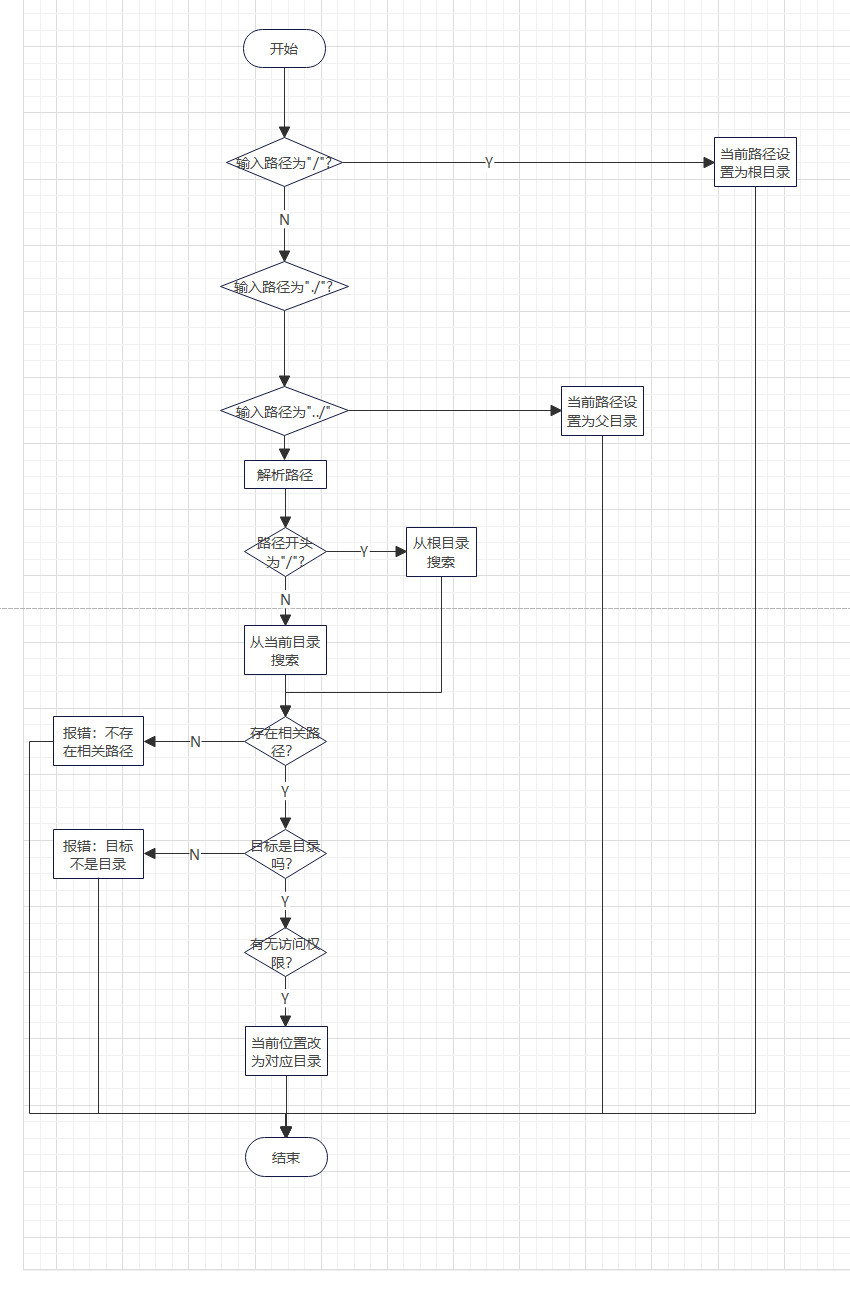 开始
输入路径为"/"?
Y
当前路径设
置为根目录
N
输入路径为"./"?
输入路径为"../"
当前路径设
置为父目录
解析路径
路径开头
为"/"?
Y
从根目录
搜索
N
从当前目录
搜索
存在相关路
径?
N
报错：不存
在相关路径
Y
目标是目录
吗?
N
报错：目标
不是目录
Y
有无访问权
限?
Y
当前位置改
为对应目录
结束